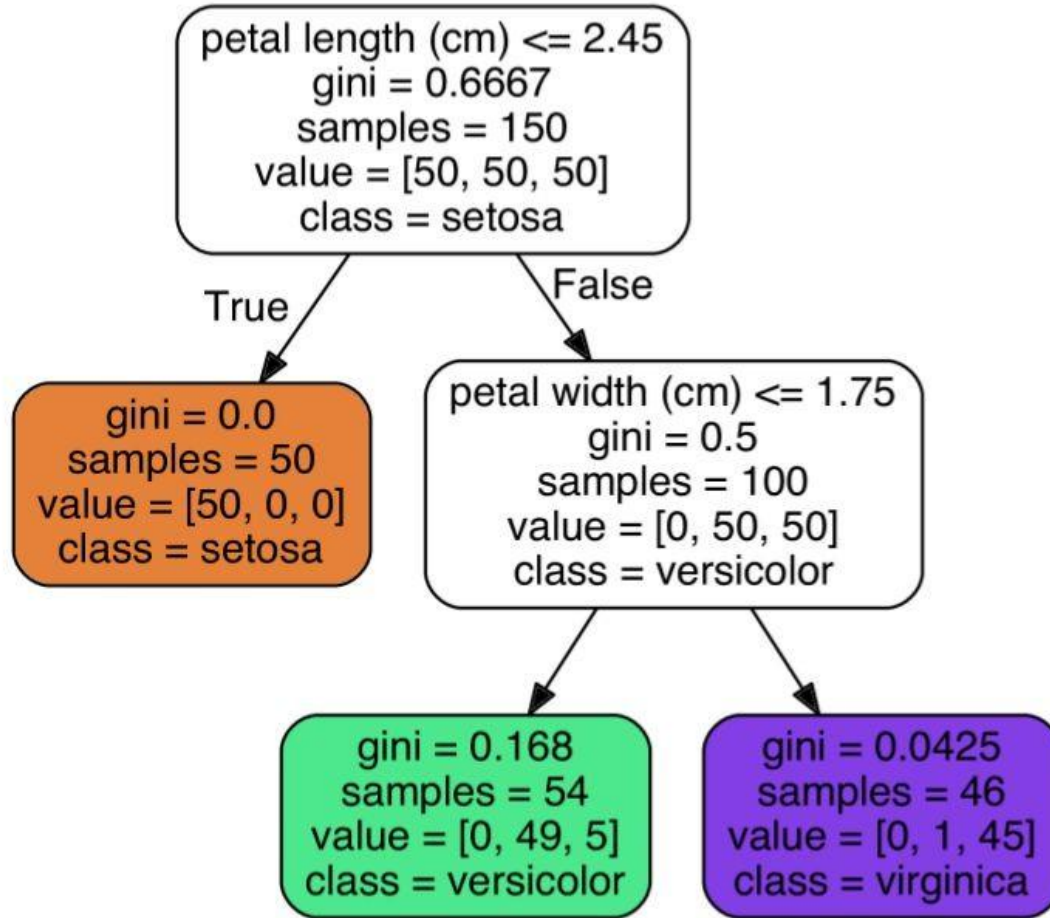 petal length (cm) <= 2.45
gini = 0.6667
samples = 150
value = [50, 50, 50]
class = setosa
True
False
gini = 0.0
samples = 50
value = [50, 0, 0]
class = setosa
petal width (cm) <= 1.75
gini = 0.5
samples = 100
value = [0, 50, 50]
class = versicolor
gini = 0.168
samples = 54
value = [0, 49, 5]
class = versicolor
gini = 0.0425
samples = 46
value = [0, 1, 45]
class = virginica